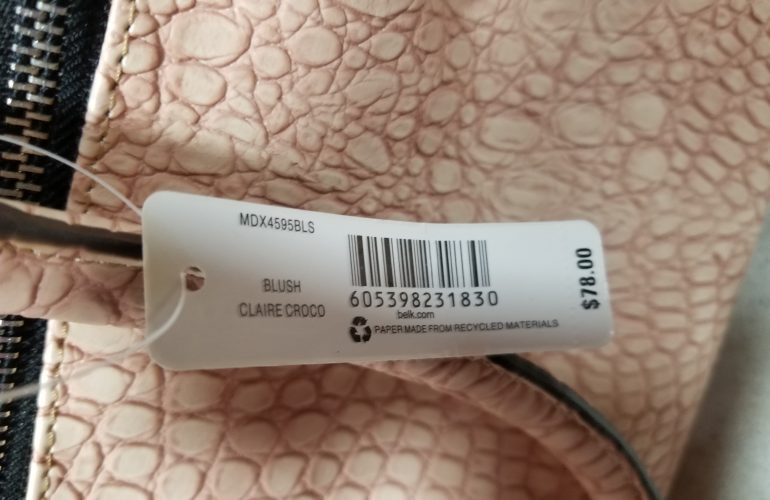 MDX4595BLS
BLUSH
CLAIRE CROCO
605398231830
belk.com
PAPER MADE FROM RECYCLED MATERIALS
$78.00